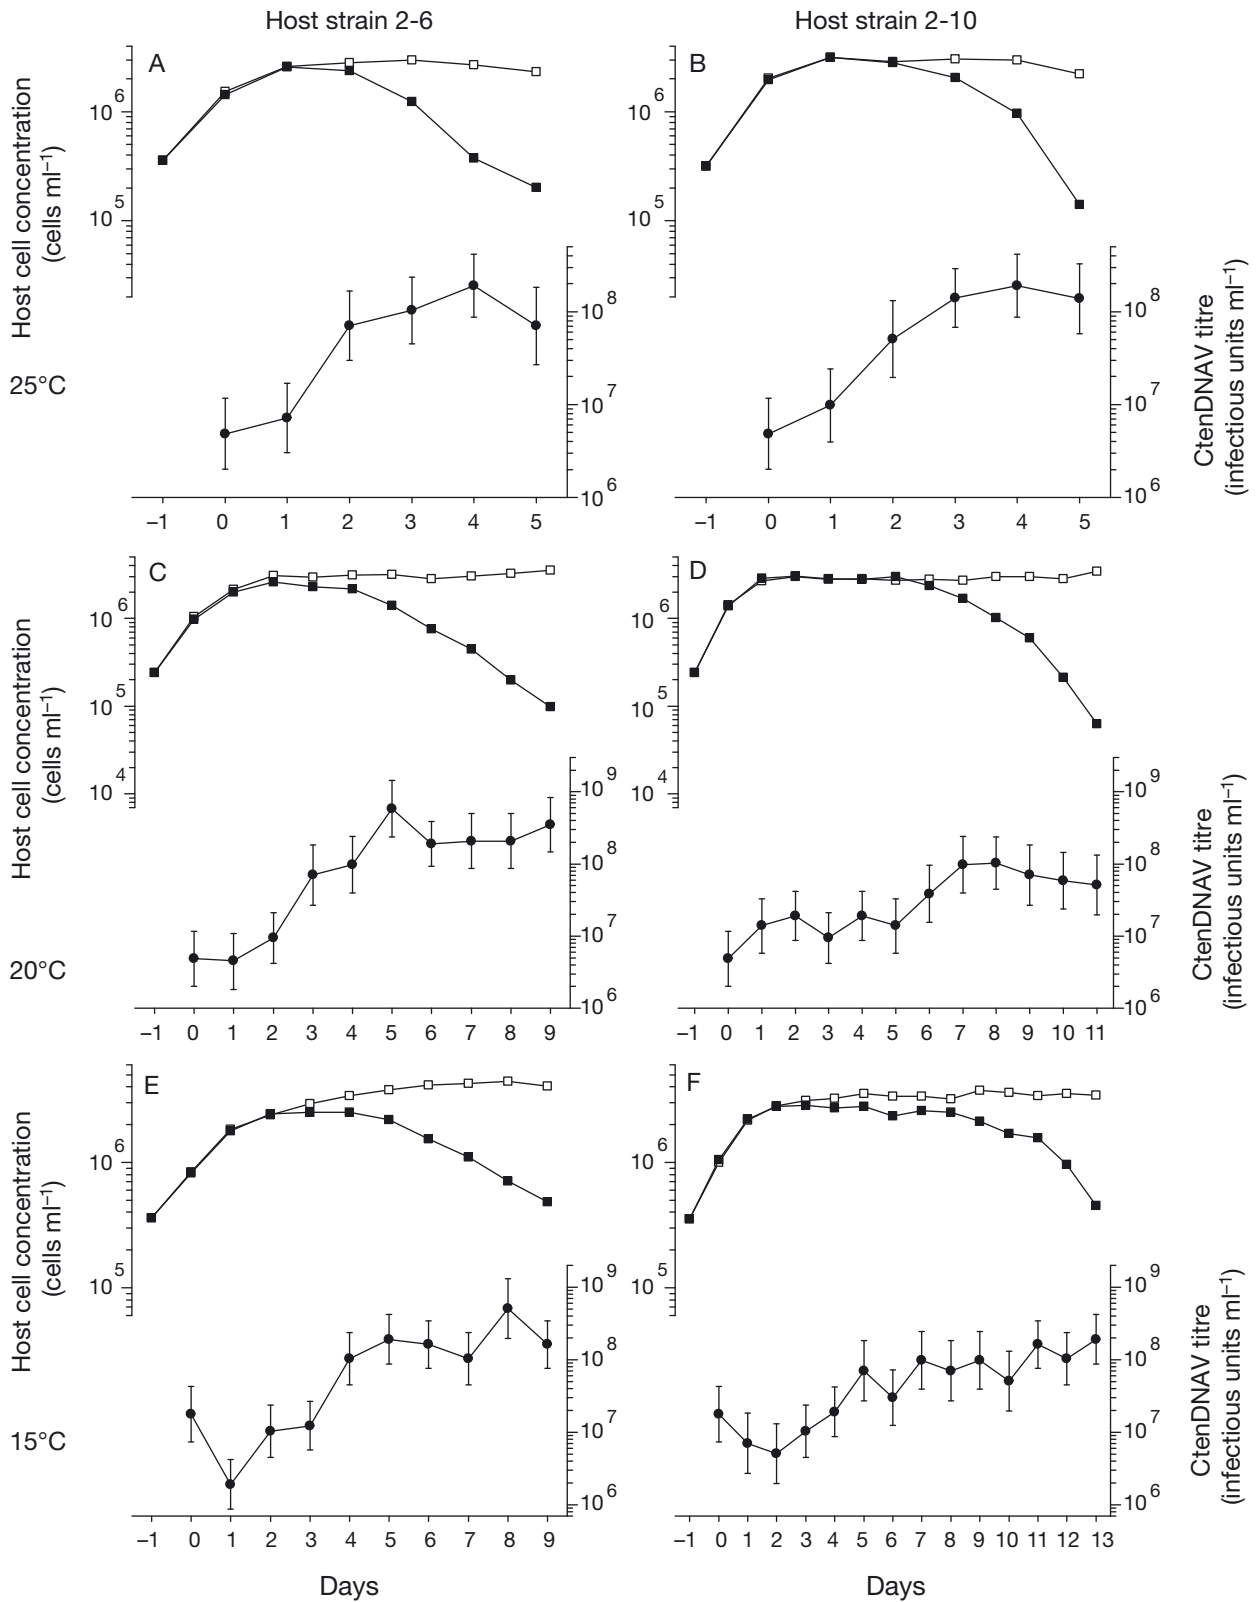 Host strain 2-6
Host strain 2-10
A
B
Host cell concentration
(cells ml⁻¹)
10⁶
10⁵
10⁶
10⁵
10⁸
10⁷
10⁶
10⁸
10⁷
10⁶
CtenDNAV titre
(infectious units ml⁻¹)
25°C
–1 0 1 2 3 4 5
–1 0 1 2 3 4 5
C
D
Host cell concentration
(cells ml⁻¹)
10⁶
10⁵
10⁴
10⁶
10⁵
10⁴
10⁹
10⁸
10⁷
10⁶
10⁹
10⁸
10⁷
10⁶
CtenDNAV titre
(infectious units ml⁻¹)
20°C
–1 0 1 2 3 4 5 6 7 8 9
–1 0 1 2 3 4 5 6 7 8 9 10 11
E
F
Host cell concentration
(cells ml⁻¹)
10⁶
10⁵
10⁶
10⁵
10⁹
10⁸
10⁷
10⁶
10⁹
10⁸
10⁷
10⁶
CtenDNAV titre
(infectious units ml⁻¹)
15°C
–1 0 1 2 3 4 5 6 7 8 9
–1 0 1 2 3 4 5 6 7 8 9 10 11 12 13
Days
Days